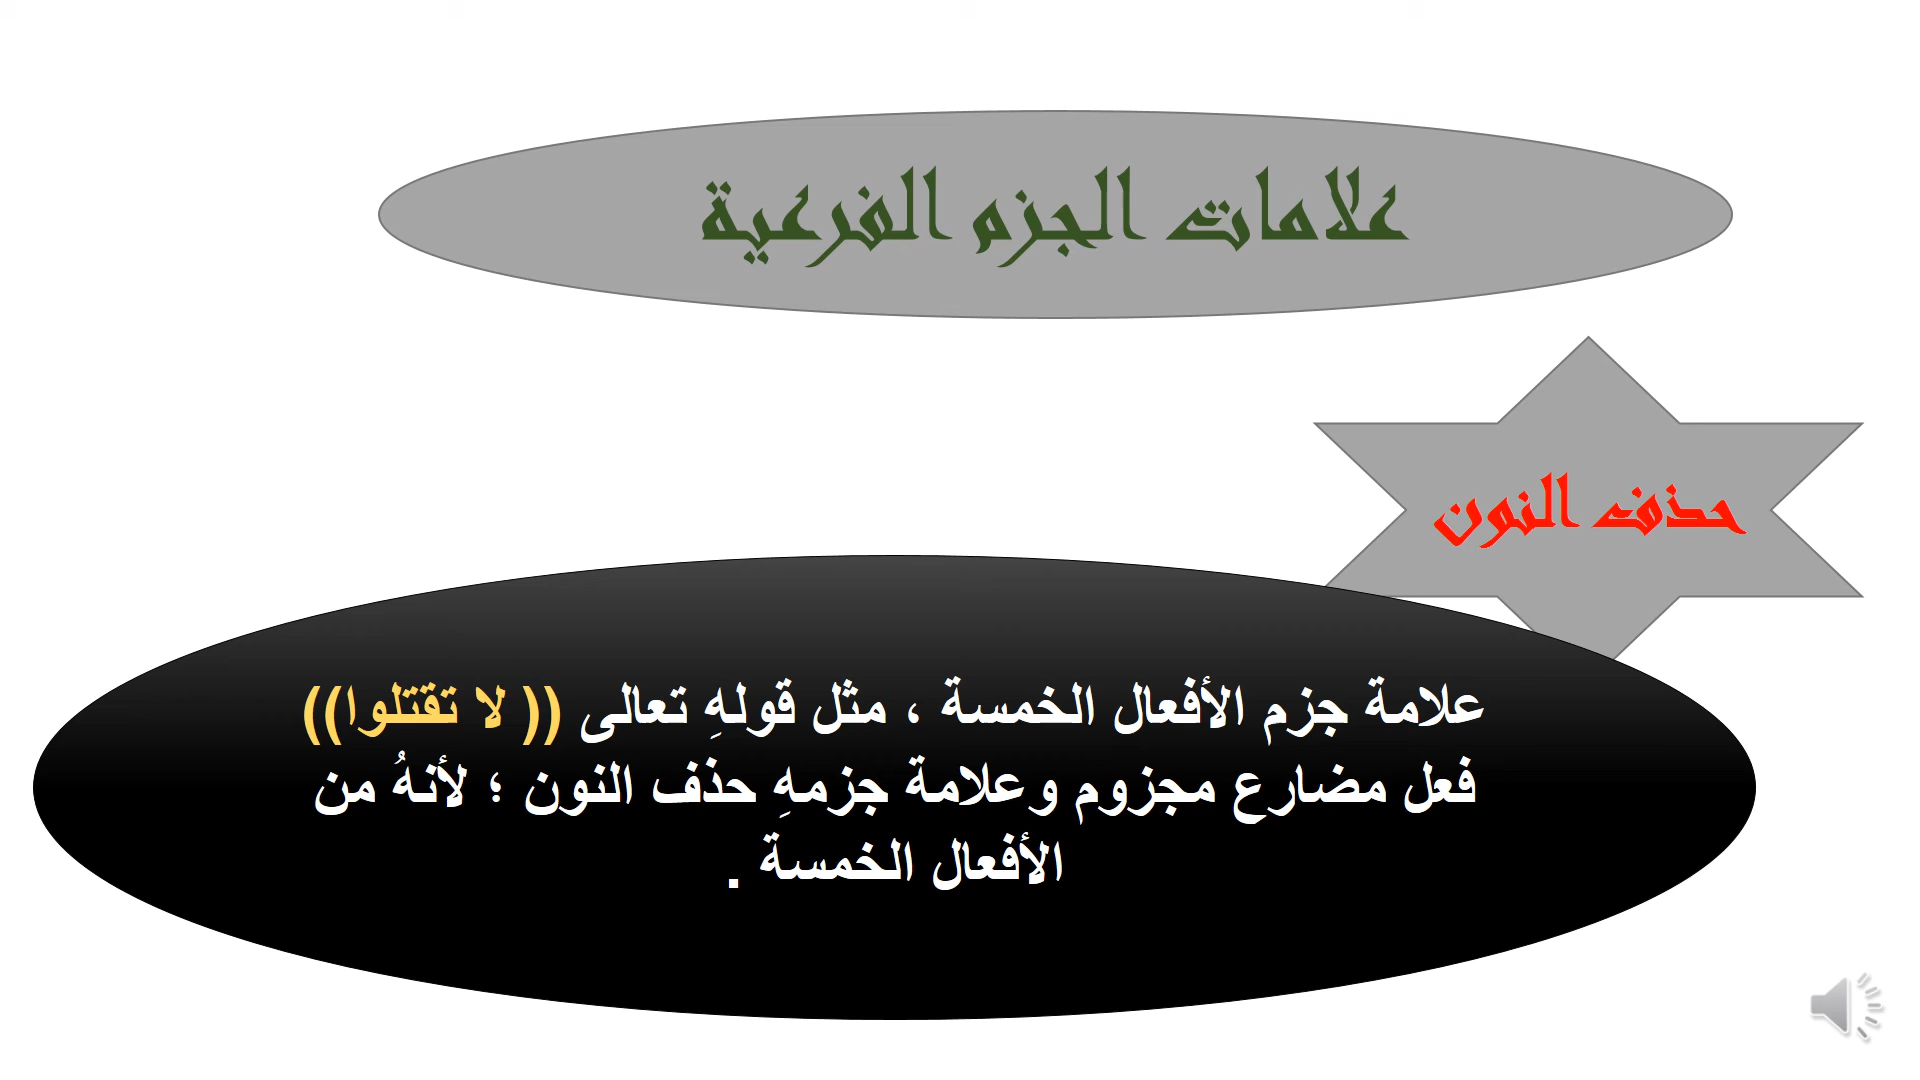 علامات الجزم الفرعية
حذف النون
علامة جزم الأفعال الخمسة ، مثل قولهِ تعالى (( لا تقتلوا))
فعل مضارع مجزوم وعلامة جزمهِ حذف النون ؛ لأنهُ من
الأفعال الخمسة .